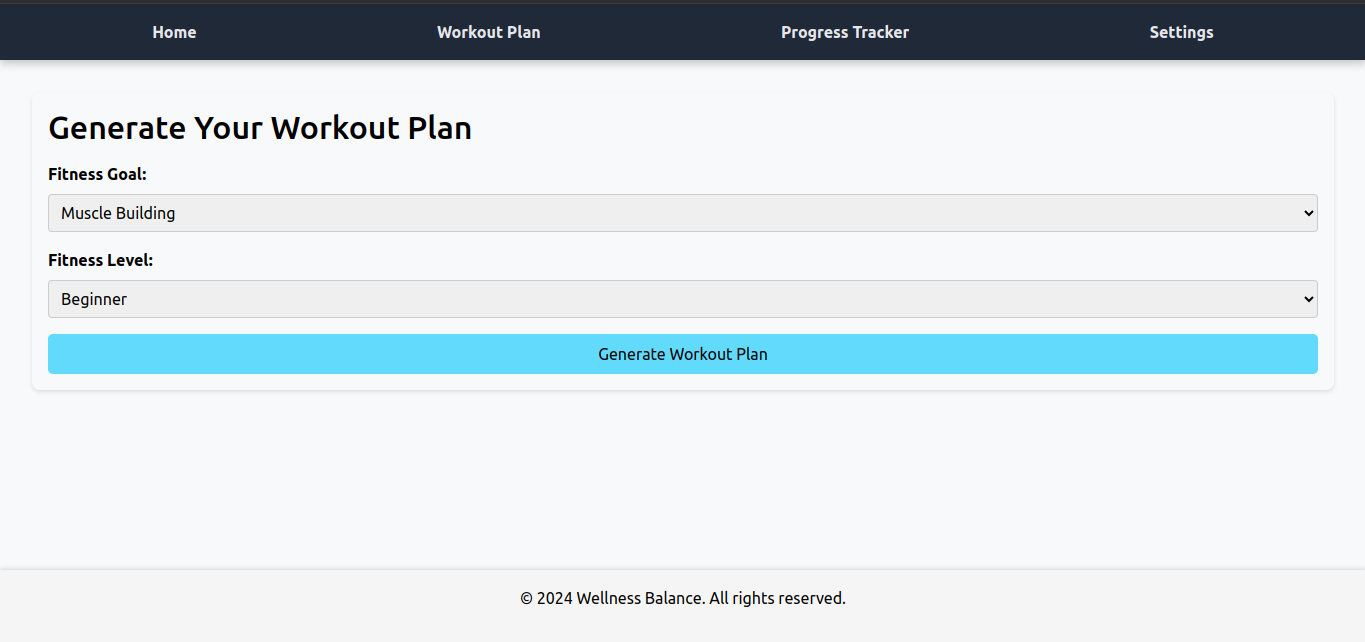 Home Workout Plan Progress Tracker Settings
Generate Your Workout Plan
Fitness Goal:
Muscle Building
Fitness Level:
Beginner
Generate Workout Plan
© 2024 Wellness Balance. All rights reserved.